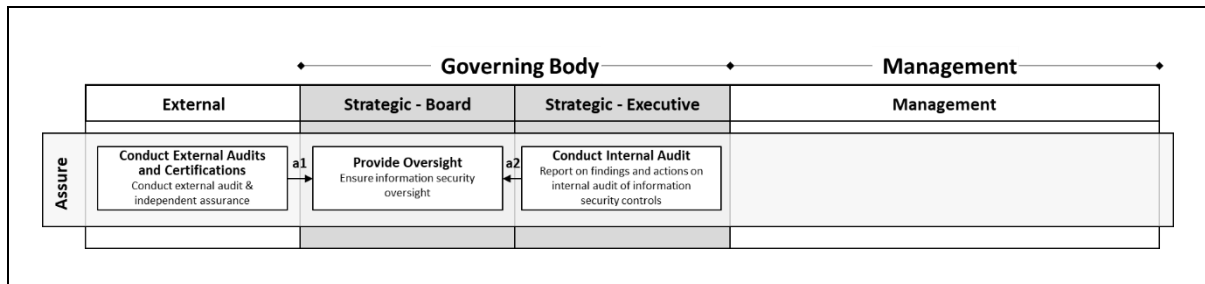 Governing Body
Management
External
Strategic - Board
Strategic - Executive
Management
Assure
Conduct External Audits
and Certifications
Conduct external audit &
independent assurance
a1
Provide Oversight
Ensure information security
oversight
a2
Conduct Internal Audit
Report on findings and actions on
internal audit of information
security controls